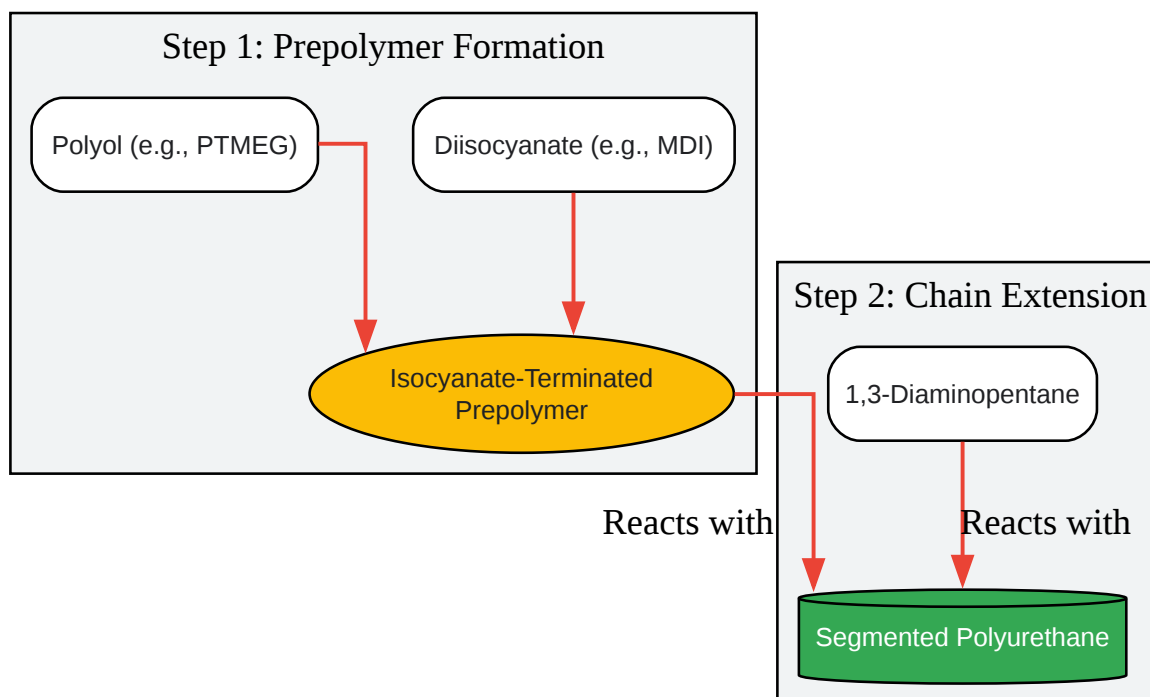 Step 1: Prepolymer Formation
Polyol (e.g., PTMEG)
Diisocyanate (e.g., MDI)
Isocyanate-Terminated
Prepolymer
Step 2: Chain Extension
1,3-Diaminopentane
Reacts with
Reacts with
Segmented Polyurethane